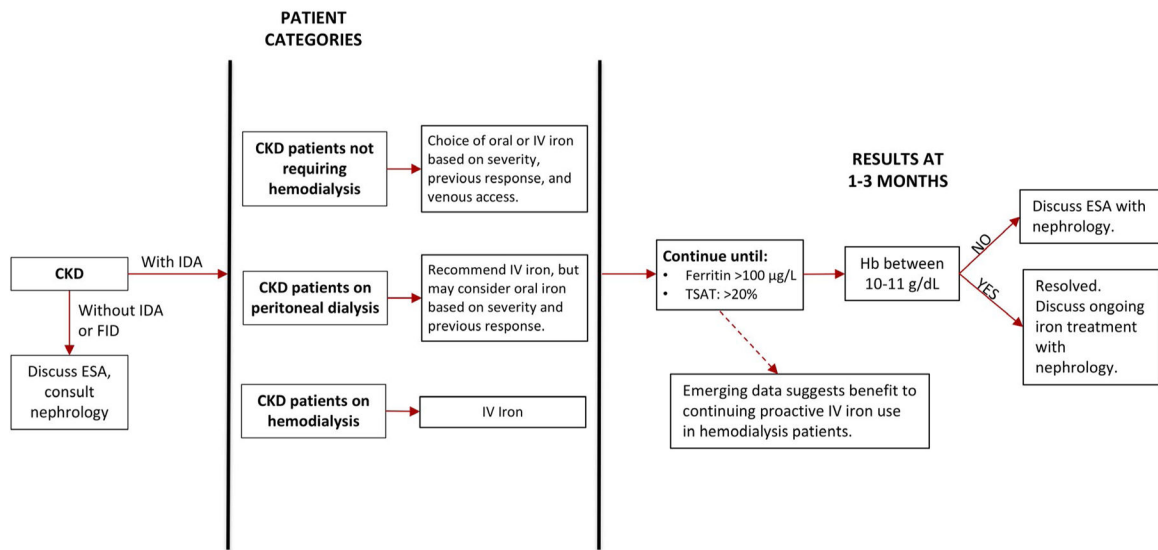 PATIENT
CATEGORIES
CKD
With IDA
Without IDA
or FID
Discuss ESA,
consult
nephrology
CKD patients not
requiring
hemodialysis
Choice of oral or IV iron
based on severity,
previous response, and
venous access.
CKD patients on
peritoneal dialysis
Recommend IV iron, but
may consider oral iron
based on severity and
previous response.
CKD patients on
hemodialysis
IV Iron
RESULTS AT
1-3 MONTHS
Continue until:
• Ferritin >100 µg/L
• TSAT: >20%
Emerging data suggests benefit to
continuing proactive IV iron use
in hemodialysis patients.
Hb between
10-11 g/dL
NO
Discuss ESA with
nephrology.
YES
Resolved.
Discuss ongoing
iron treatment
with
nephrology.